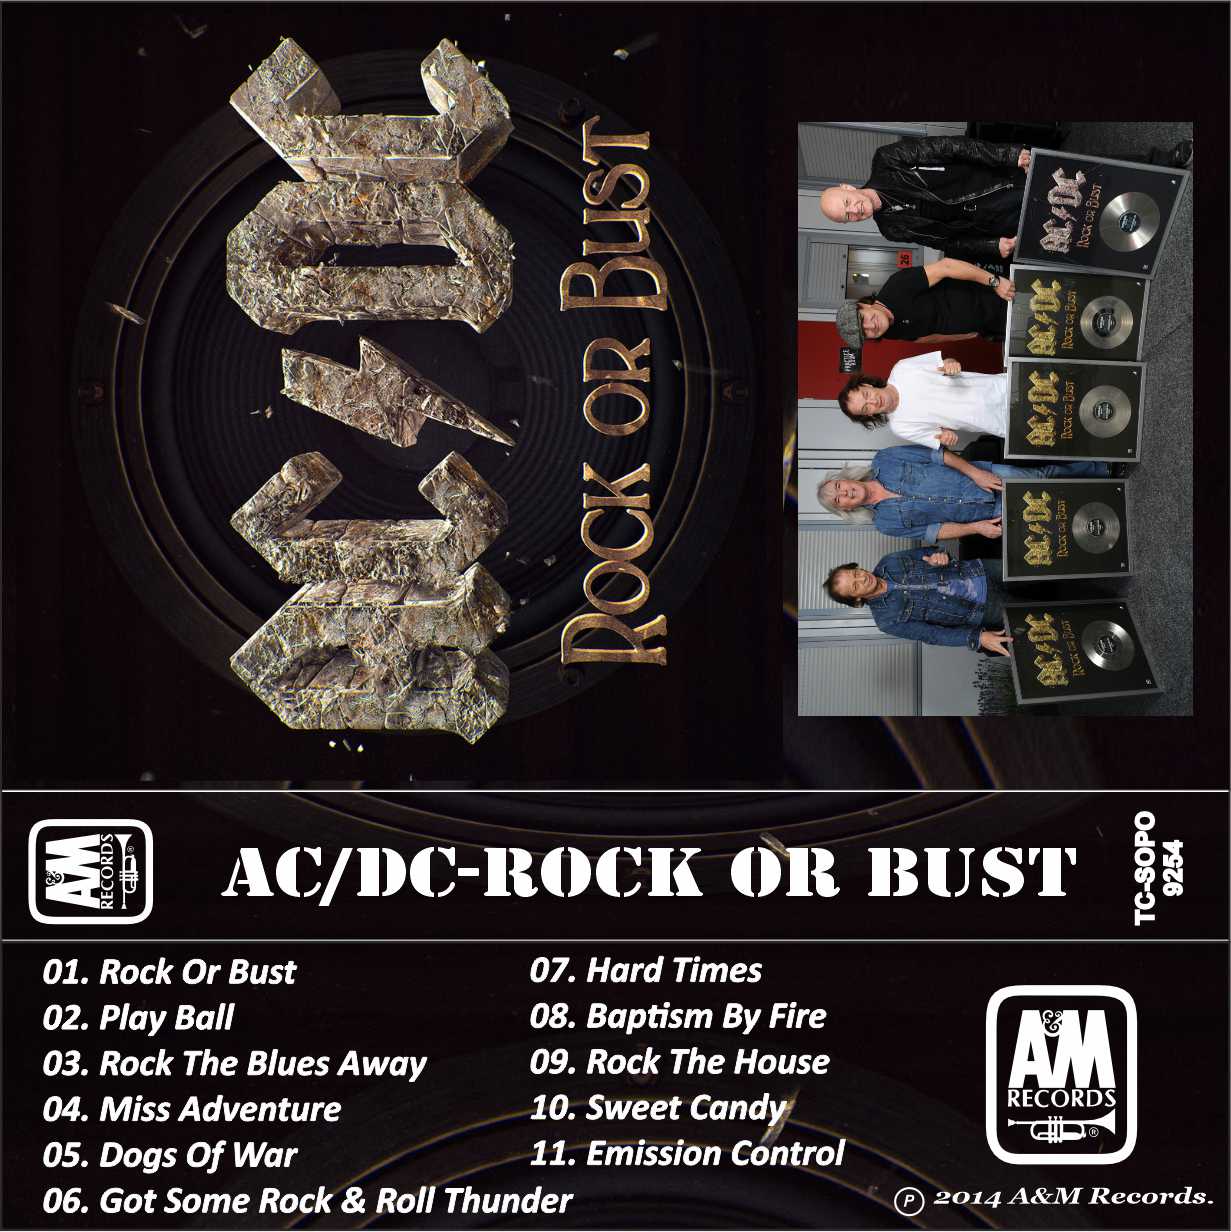 AC/DC
ROCK OR BUST
AC/DC
ROCK OR BUST
AC/DC
ROCK OR BUST
AC/DC
ROCK OR BUST
AC/DC
ROCK OR BUST
AC/DC
ROCK OR BUST
26
A&M
RECORDS
®
AC/DC-ROCK OR BUST
TC-SOPO
9254
01. Rock Or Bust
02. Play Ball
03. Rock The Blues Away
04. Miss Adventure
05. Dogs Of War
06. Got Some Rock & Roll Thunder
07. Hard Times
08. Baptism By Fire
09. Rock The House
10. Sweet Candy
11. Emission Control
A&M
RECORDS
®
℗ 2014 A&M Records.